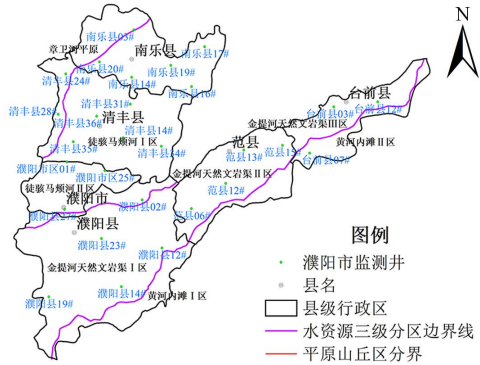 N
南乐县03#
章卫河平原
南乐县
南乐县17#
南乐县20#
南乐县19#
清丰县24#
南乐县14#
南乐县16#
清丰县31#
清丰县28#
清丰县36#
清丰县
清丰县14#
徒骇马颊河Ⅰ区
清丰县35#
清丰县44#
濮阳市区01#
濮阳市区25#
徒骇马颊河Ⅱ区
濮阳市
濮阳县27#
濮阳县02#
濮阳县
濮阳县23#
濮阳县12#
金提河天然文岩渠Ⅰ区
濮阳县14#
黄河内滩Ⅰ区
濮阳县19#
台前县
台前县03#
台前县12#
金提河天然文岩渠Ⅲ区
黄河内滩Ⅱ区
范县
范县13#
范县15#
台前县07#
金提河天然文岩渠Ⅱ区
范县12#
范县06#
图例
濮阳市监测井
县名
县级行政区
水资源三级分区边界线
平原山丘区分界